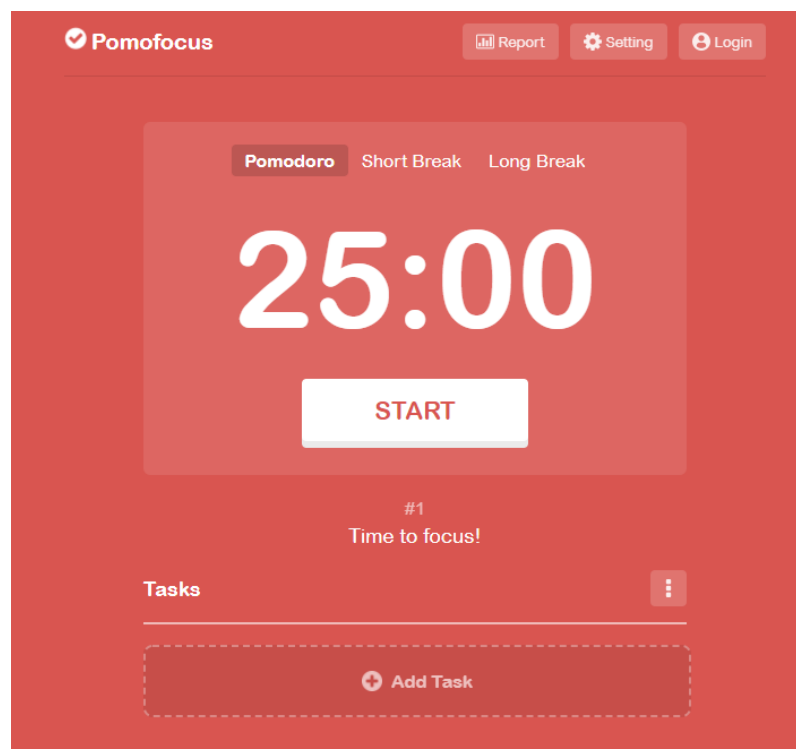 Pomofocus Report Setting Login
Pomodoro Short Break Long Break
25:00
START
#1
Time to focus!
Tasks
Add Task